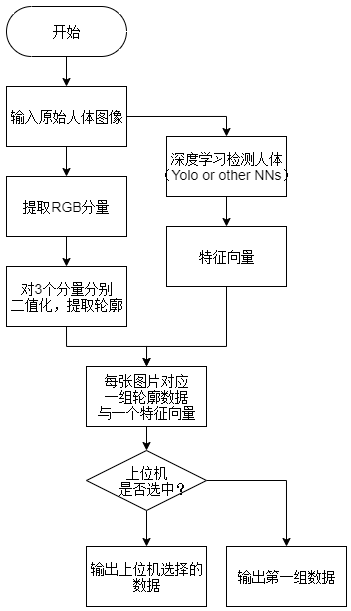 开始
输入原始人体图像
提取RGB分量
对3个分量分别
二值化，提取轮廓
深度学习检测人体
（Yolo or other NNs）
特征向量
每张图片对应
一组轮廓数据
与一个特征向量
上位机
是否选中？
输出上位机选择的
数据
输出第一组数据